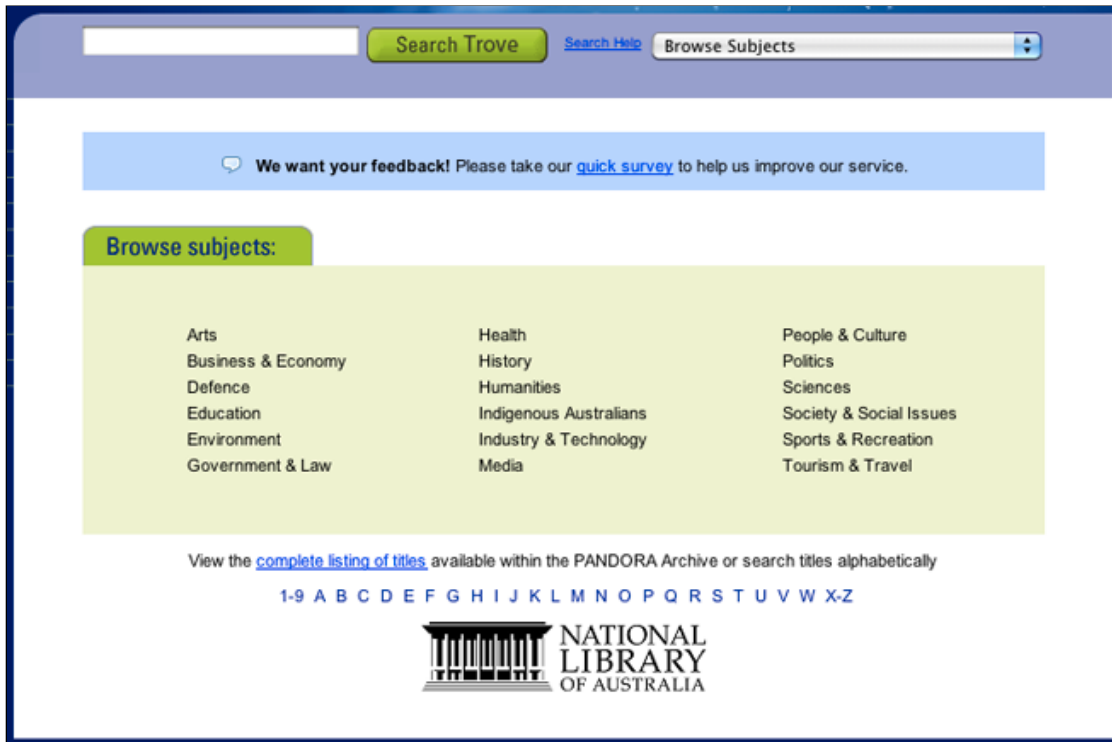 Search Trove Search Help Browse Subjects
We want your feedback! Please take our quick survey to help us improve our service.
Browse subjects:
Arts Health People & Culture
Business & Economy History Politics
Defence Humanities Sciences
Education Indigenous Australians Society & Social Issues
Environment Industry & Technology Sports & Recreation
Government & Law Media Tourism & Travel
View the complete listing of titles available within the PANDORA Archive or search titles alphabetically
1-9 A B C D E F G H I J K L M N O P Q R S T U V W X-Z
NATIONAL
LIBRARY
OF AUSTRALIA